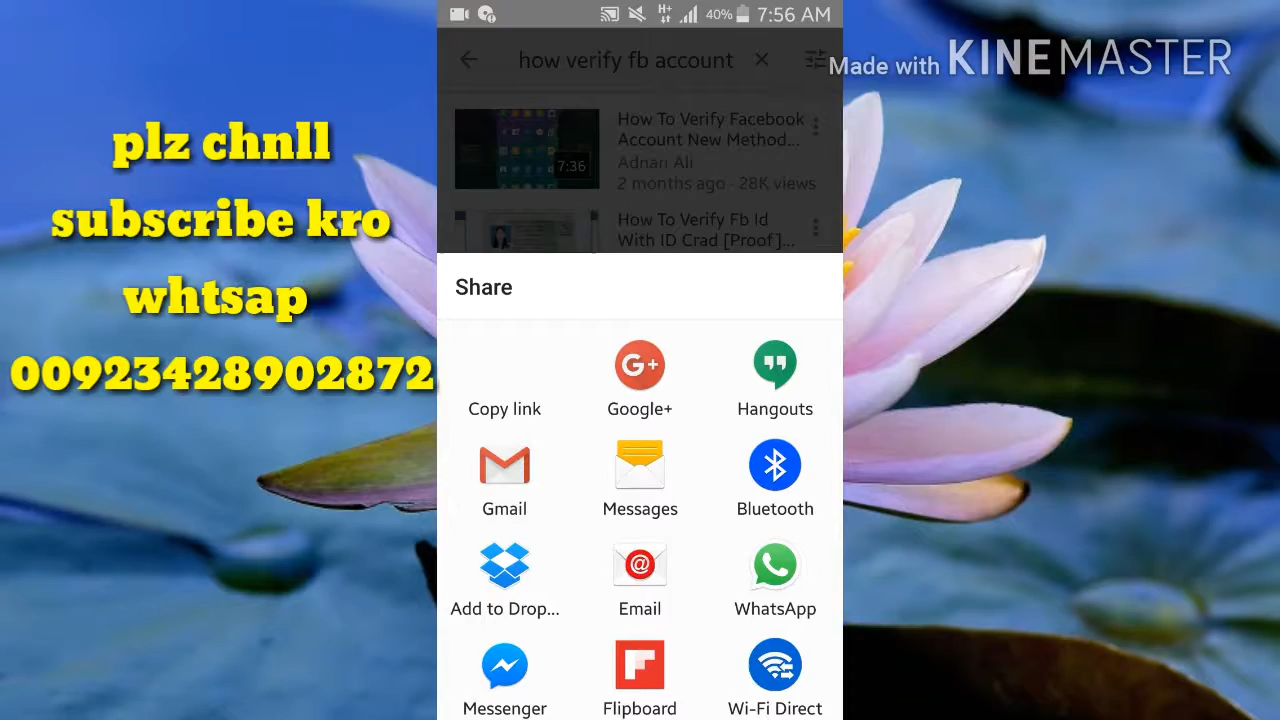 40% 7:56 AM
how verify fb account
Made with KINEMASTER
How To Verify Facebook
Account New Method...
Adnan Ali
2 months ago - 28K views
7:36
How To Verify Fb Id
With ID Crad [Proof]...
plz chnll
subscribe kro
whtsap
00923428902872
Share
Copy link
Google+
Hangouts
Gmail
Messages
Bluetooth
Add to Drop...
Email
WhatsApp
Messenger
Flipboard
Wi-Fi Direct